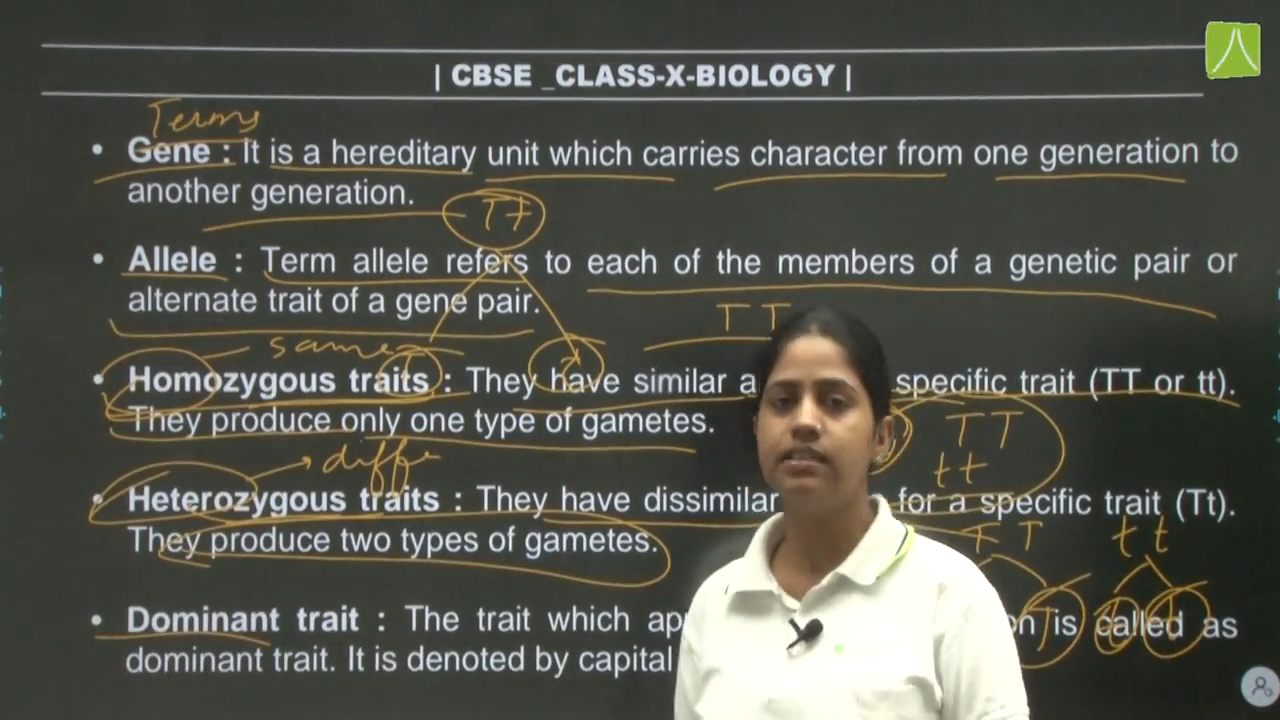 | CBSE _CLASS-X-BIOLOGY |
Terms
• Gene : It is a hereditary unit which carries character from one generation to
another generation.
Tt
• Allele : Term allele refers to each of the members of a genetic pair or
alternate trait of a gene pair.
TT
same
• Homozygous traits : They have similar a specific trait (TT or tt).
They produce only one type of gametes.
TT
tt
diffe
• Heterozygous traits : They have dissimilar for a specific trait (Tt).
They produce two types of gametes.
TT tt
• Dominant trait : The trait which is called as
T t t
dominant trait. It is denoted by capital